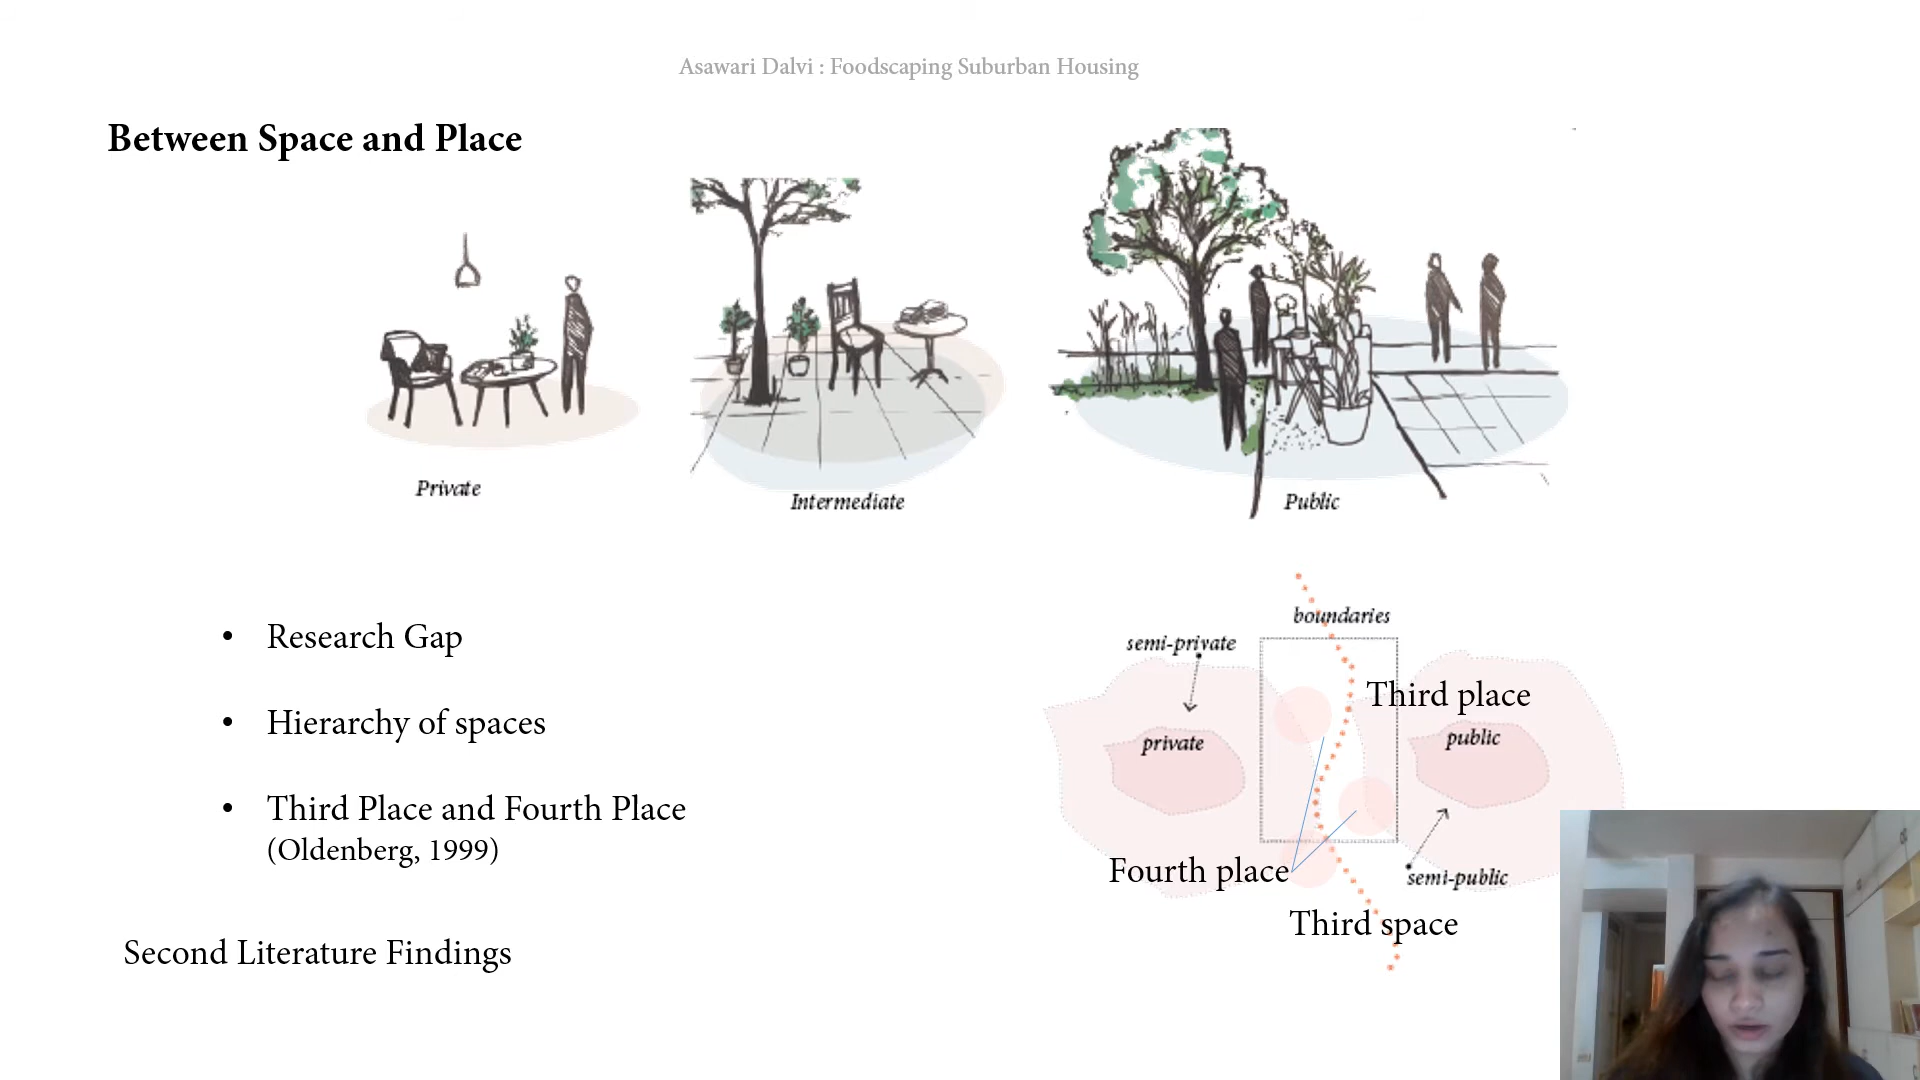 Asawari Dalvi : Foodscaping Suburban Housing
Between Space and Place
Private
Intermediate
Public
• Research Gap
• Hierarchy of spaces
• Third Place and Fourth Place
(Oldenberg, 1999)
Second Literature Findings
boundaries
semi-private
Third place
private
public
Fourth place
semi-public
Third space